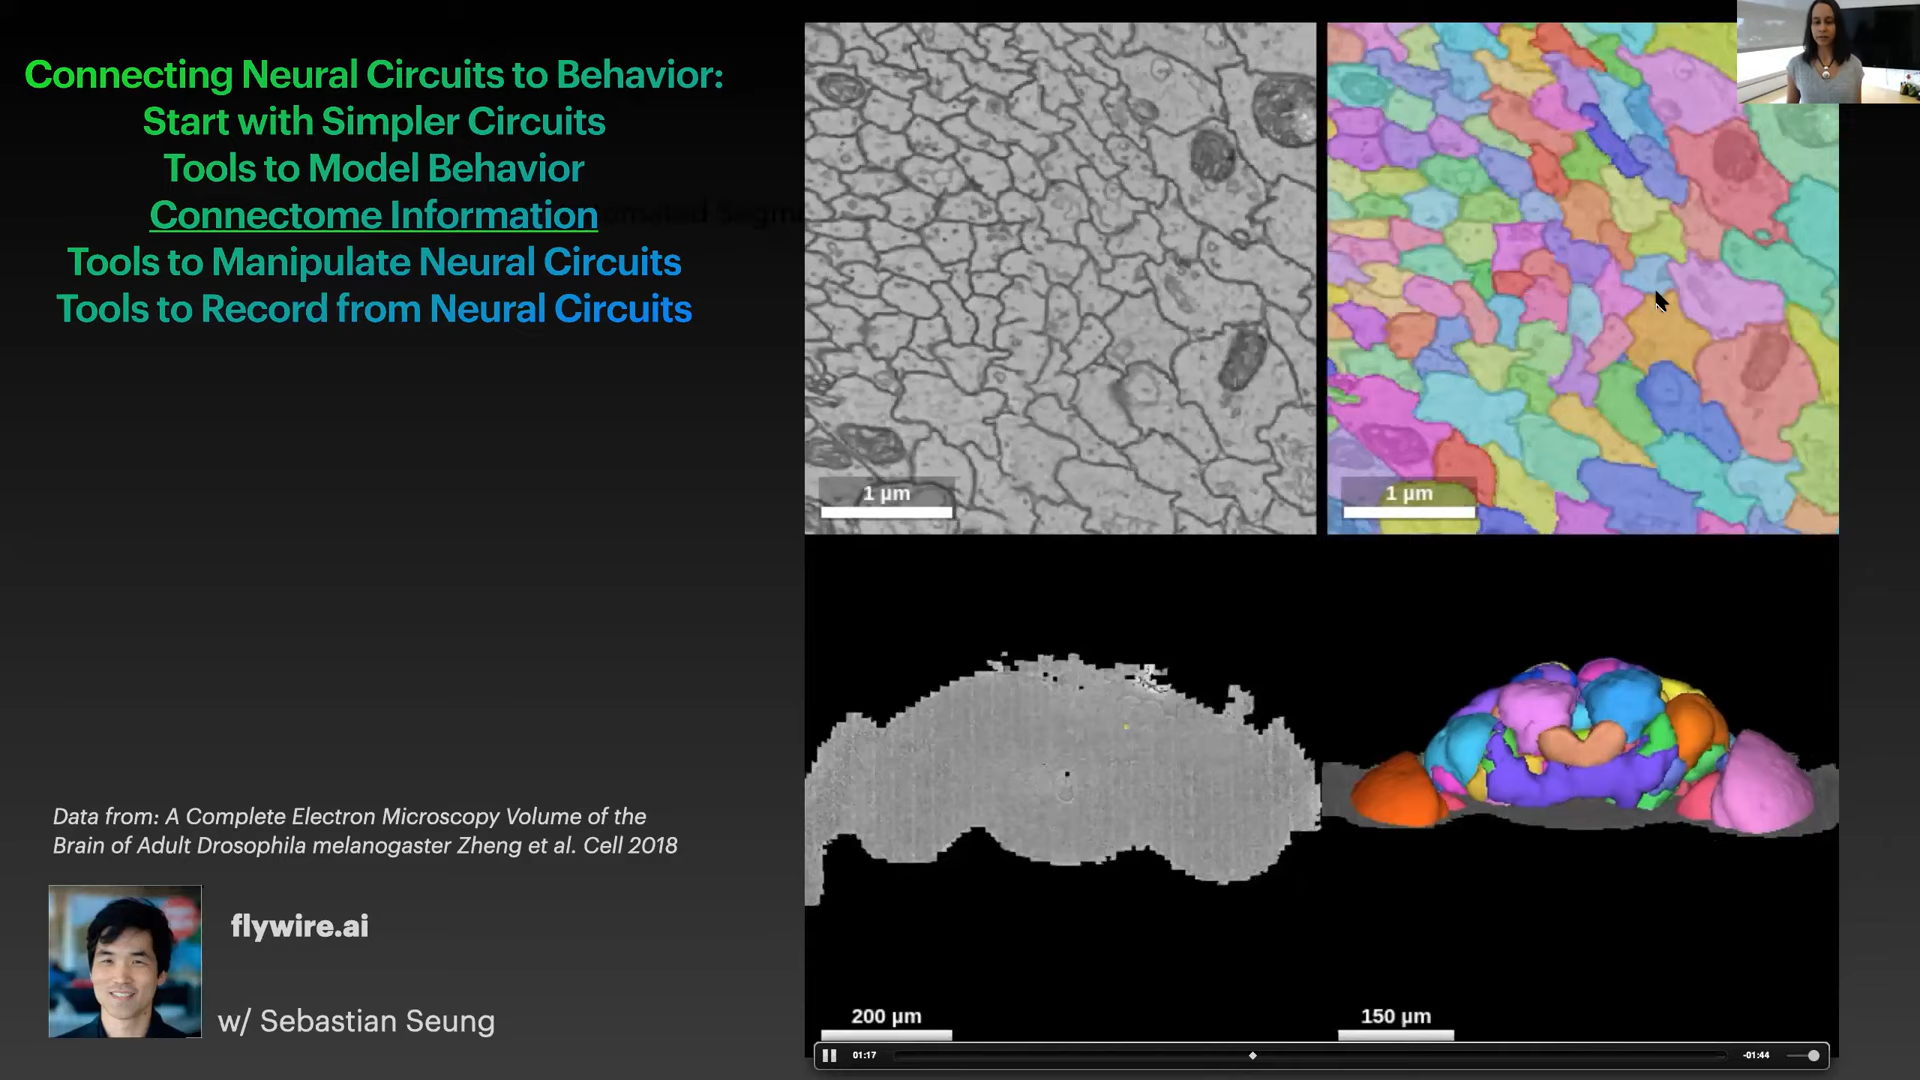 Connecting Neural Circuits to Behavior:
Start with Simpler Circuits
Tools to Model Behavior
Connectome Information
Tools to Manipulate Neural Circuits
Tools to Record from Neural Circuits
1 µm
1 µm
Data from: A Complete Electron Microscopy Volume of the
Brain of Adult Drosophila melanogaster Zheng et al. Cell 2018
flywire.ai
w/ Sebastian Seung
200 µm
150 µm
01:17
-01:44